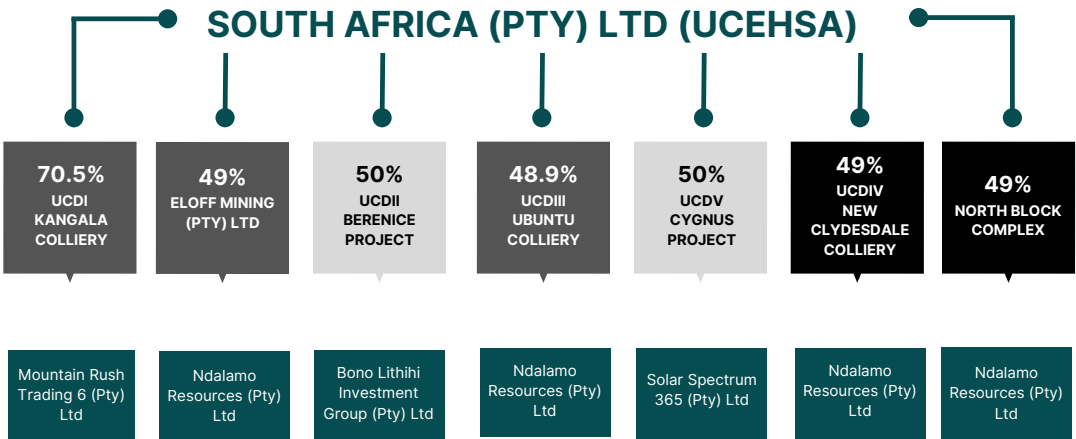 SOUTH AFRICA (PTY) LTD (UCEHSA)
70.5%
UCDI
KANGALA
COLLIERY
49%
ELOFF MINING
(PTY) LTD
50%
UCDII
BERENICE
PROJECT
48.9%
UCDIII
UBUNTU
COLLIERY
50%
UCDV
CYGNUS
PROJECT
49%
UCDIV
NEW
CLYDESDALE
COLLIERY
49%
NORTH BLOCK
COMPLEX
Mountain Rush
Trading 6 (Pty)
Ltd
Ndalamo
Resources (Pty)
Ltd
Bono Lithihi
Investment
Group (Pty) Ltd
Ndalamo
Resources (Pty)
Ltd
Solar Spectrum
365 (Pty) Ltd
Ndalamo
Resources (Pty)
Ltd
Ndalamo
Resources (Pty)
Ltd